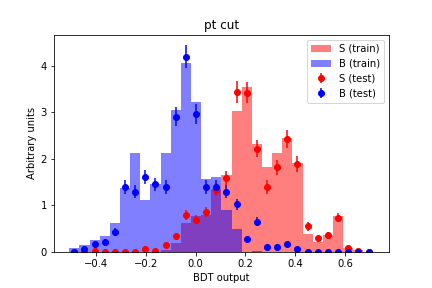 pt cut
S (train)
B (train)
S (test)
B (test)
Arbitrary units
4
3
2
1
0
−0.4 −0.2 0.0 0.2 0.4 0.6
BDT output